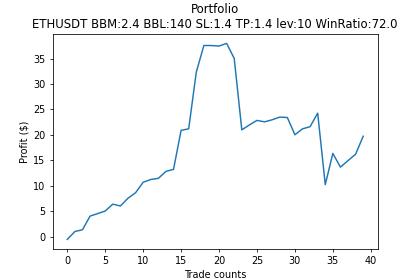 Portfolio
ETHUSDT BBM:2.4 BBL:140 SL:1.4 TP:1.4 lev:10 WinRatio:72.0
Profit ($)
35
30
25
20
15
10
5
0
0 5 10 15 20 25 30 35 40
Trade counts